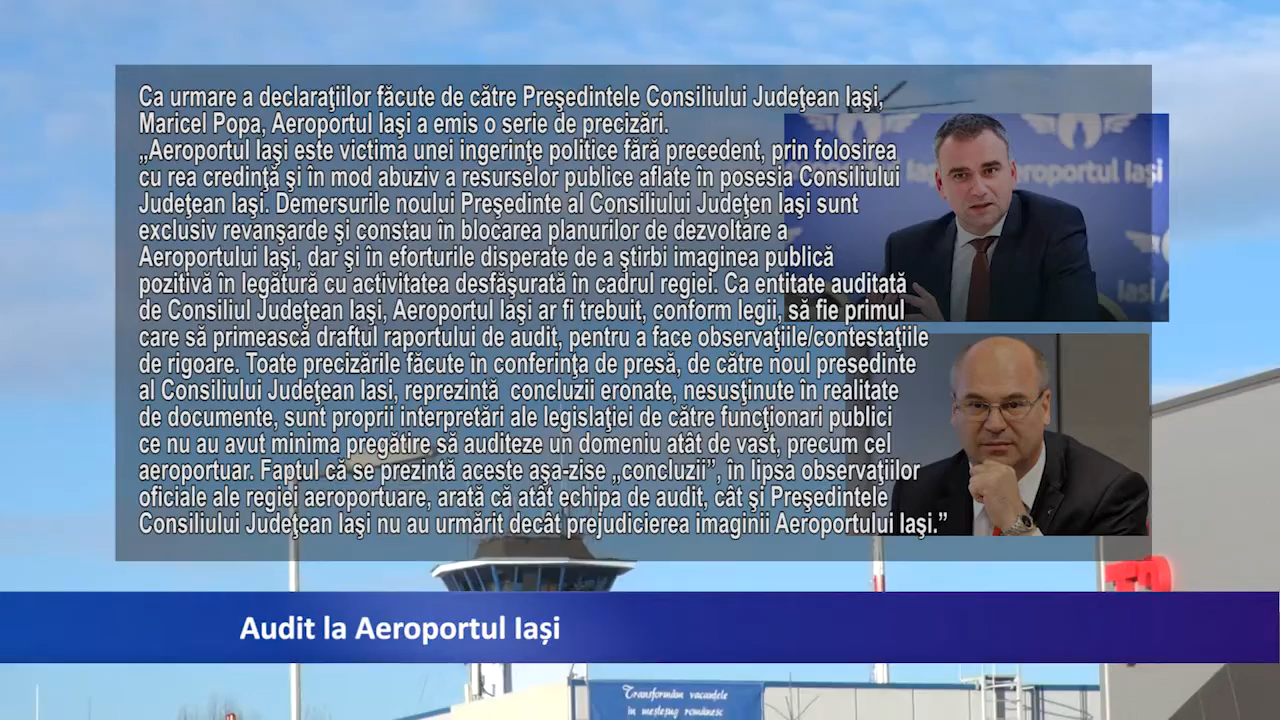 Ca urmare a declaraţiilor făcute de către Preşedintele Consiliului Judeţean Iaşi,
Maricel Popa, Aeroportul Iaşi a emis o serie de precizări.
„Aeroportul Iaşi este victima unei ingerinţe politice fără precedent, prin folosirea
cu rea credinţă şi în mod abuziv a resurselor publice aflate în posesia Consiliului
Judeţean Iaşi. Demersurile noului Preşedinte al Consiliului Judeţen Iaşi sunt
exclusiv revanşarde şi constau în blocarea planurilor de dezvoltare a
Aeroportului Iaşi, dar şi în eforturile disperate de a ştirbi imaginea publică
pozitivă în legătură cu activitatea desfăşurată în cadrul regiei. Ca entitate auditată
de Consiliul Judeţean Iaşi, Aeroportul Iaşi ar fi trebuit, conform legii, să fie primul
care să primească draftul raportului de audit, pentru a face observaţiile/contestaţiile
de rigoare. Toate precizările făcute în conferinţa de presă, de către noul presedinte
al Consiliului Judeţean Iasi, reprezintă concluzii eronate, nesusţinute în realitate
de documente, sunt proprii interpretări ale legislaţiei de către funcţionari publici
ce nu au avut minima pregătire să auditeze un domeniu atât de vast, precum cel
aeroportuar. Faptul că se prezintă aceste aşa-zise „concluzii”, în lipsa observaţiilor
oficiale ale regiei aeroportuare, arată că atât echipa de audit, cât şi Preşedintele
Consiliului Judeţean Iaşi nu au urmărit decât prejudicierea imaginii Aeroportului Iaşi.”
Aeroportul Iaşi
Iasi
Audit la Aeroportul Iași
Transformăm vacanţele
în meşteşug românesc